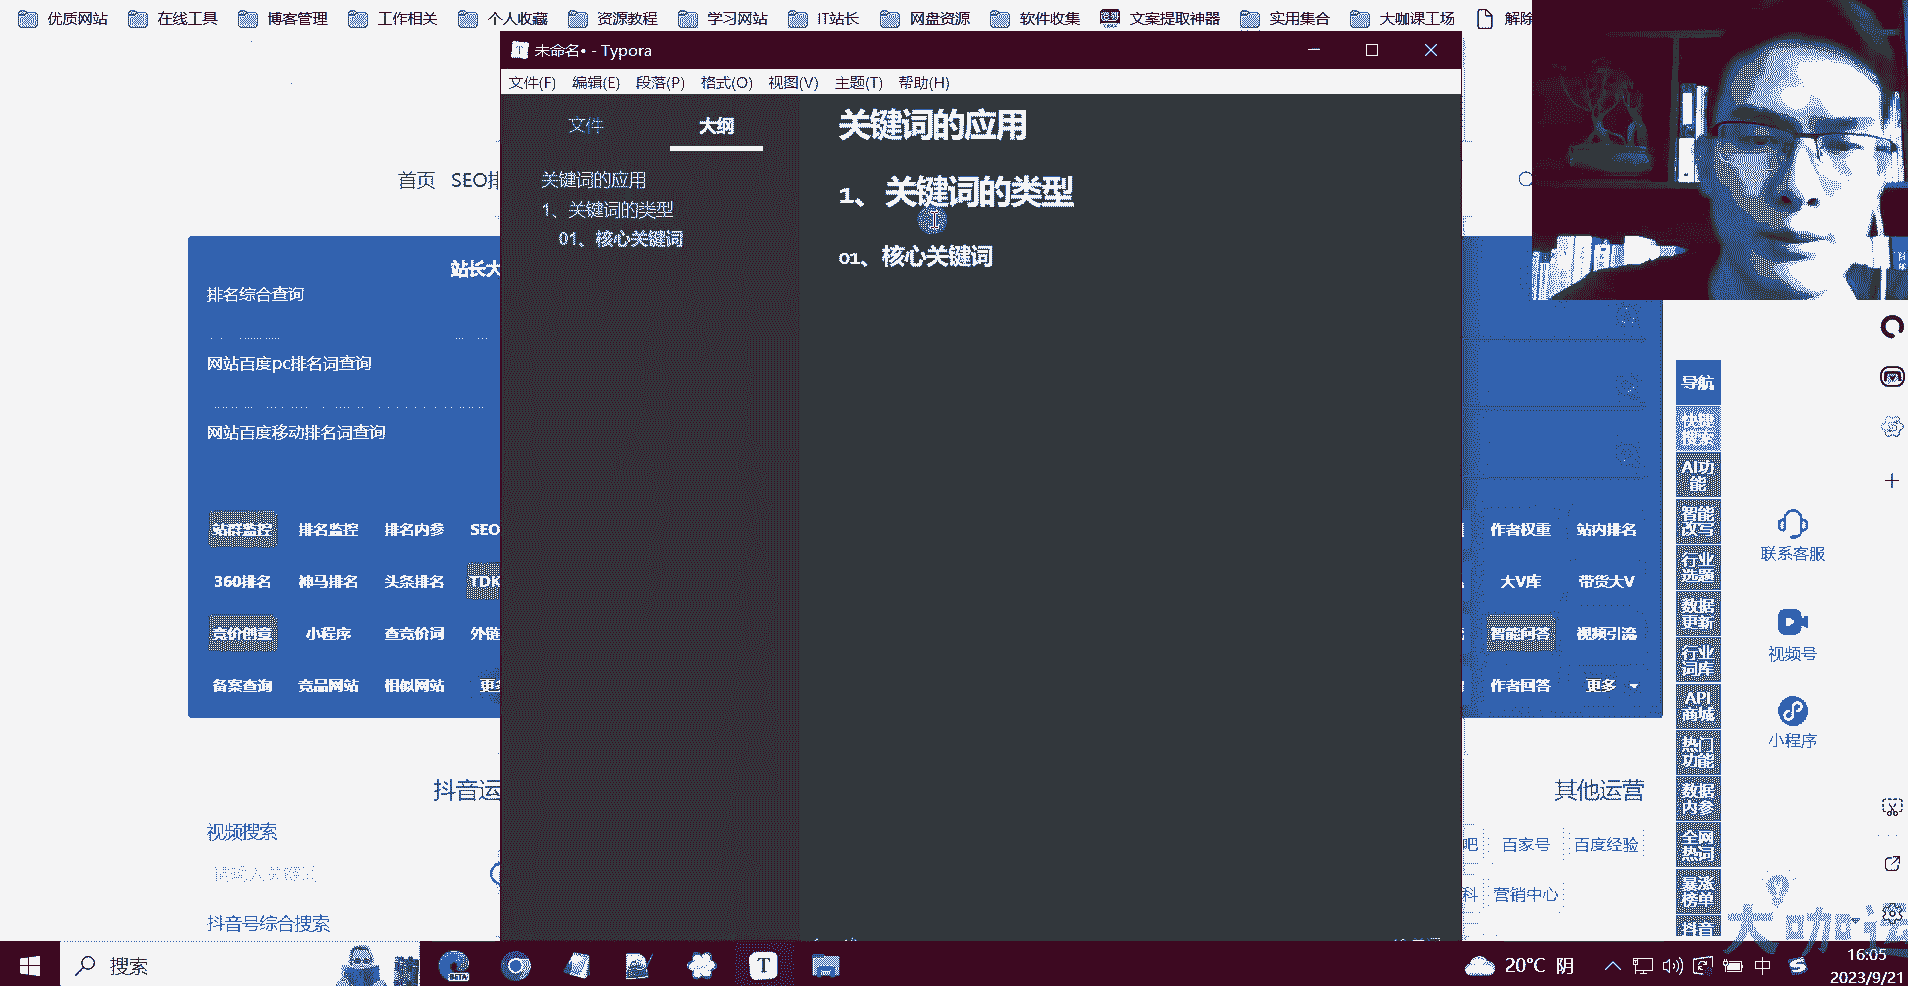 优质网站 在线工具 博客管理 工作相关 个人收藏 资源教程 学习网站 IT站长 网盘资源 软件收集 文案提取神器 实用集合 大咖课工场 解除
未命名• - Typora
文件(F) 编辑(E) 段落(P) 格式(O) 视图(V) 主题(T) 帮助(H)
文件 大纲
关键词的应用
1、关键词的类型
01、核心关键词
关键词的应用
1、关键词的类型
01、核心关键词
首页 SEO排
站长大
排名综合查询
网站百度pc排名词查询
网站百度移动排名词查询
站群监控 排名监控 排名内参 SEO
360排名 神马排名 头条排名 TDK
竞价创意 小程序 查竞价词 外链
备案查询 竞品网站 相似网站 更多
作者权重 站内排名
大V库 带货大V
智能问答 视频引流
作者回答 更多
导航
快捷搜索
AI功能
智能改写
行业选题
数据更新
行业词库
API商城
热门功能
数据内参
全网热词
暴涨榜单
抖音
联系客服
视频号
小程序
抖音运
视频搜索
抖音号综合搜索
其他运营
吧 百家号 百度经验
科 营销中心
大咖运
搜索
BETA
T
20°C 阴
中
16:05
2023/9/21